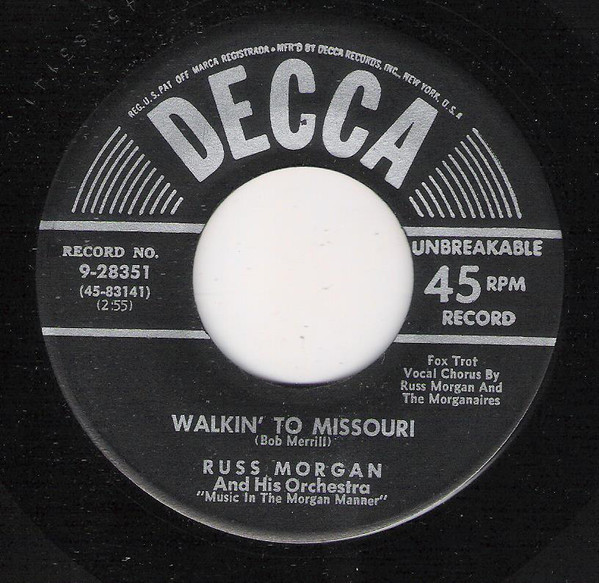 REG. U.S. PAT OFF MARCA REGISTRADA • MFR'D BY DECCA RECORDS, INC., NEW YORK, U.S.A
DECCA
RECORD NO.
9-28351
(45-83141)
(2:55)
UNBREAKABLE
45 RPM
RECORD
Fox Trot
Vocal Chorus By
Russ Morgan And
The Morganaires
WALKIN' TO MISSOURI
(Bob Merrill)
RUSS MORGAN
And His Orchestra
"Music In The Morgan Manner"